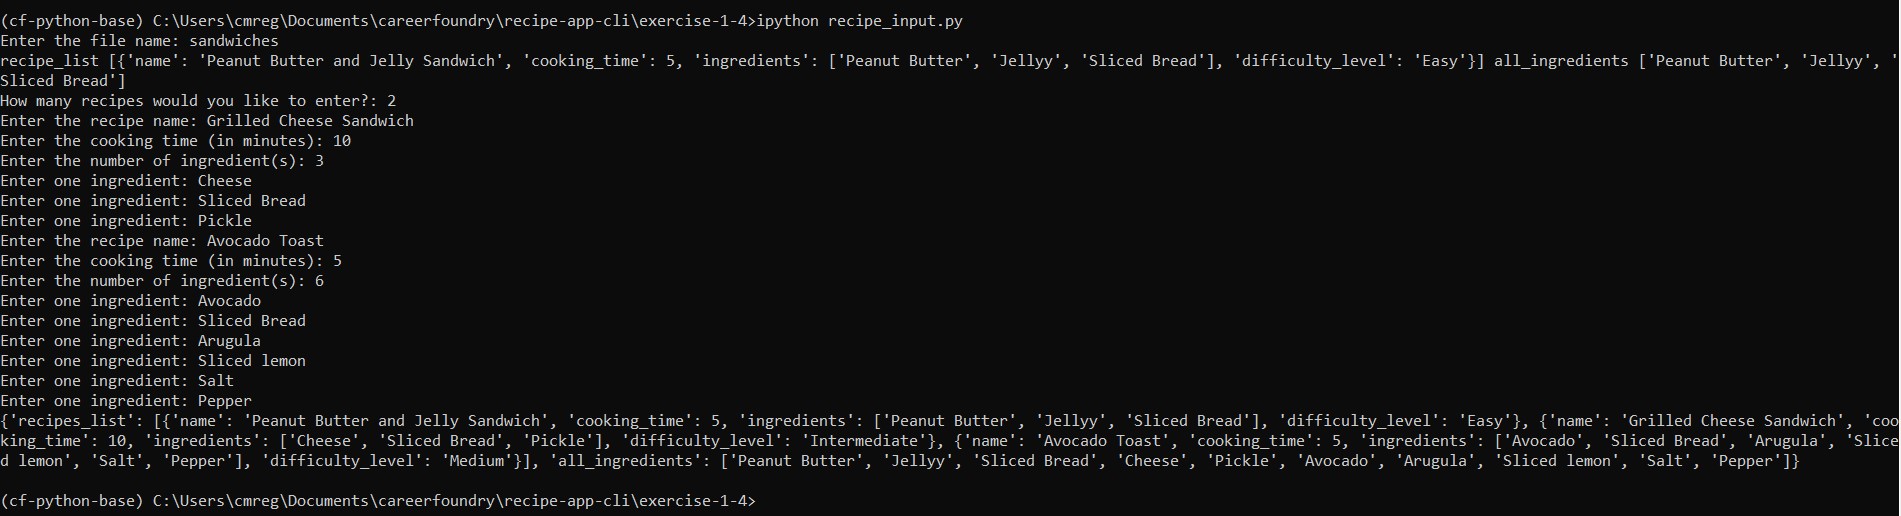 (cf-python-base) C:\Users\cmreg\Documents\careerfoundry\recipe-app-cli\exercise-1-4>ipython recipe_input.py
Enter the file name: sandwiches
recipe_list [{'name': 'Peanut Butter and Jelly Sandwich', 'cooking_time': 5, 'ingredients': ['Peanut Butter', 'Jellyy', 'Sliced Bread'], 'difficulty_level': 'Easy'}] all_ingredients ['Peanut Butter', 'Jellyy', '
Sliced Bread']
How many recipes would you like to enter?: 2
Enter the recipe name: Grilled Cheese Sandwich
Enter the cooking time (in minutes): 10
Enter the number of ingredient(s): 3
Enter one ingredient: Cheese
Enter one ingredient: Sliced Bread
Enter one ingredient: Pickle
Enter the recipe name: Avocado Toast
Enter the cooking time (in minutes): 5
Enter the number of ingredient(s): 6
Enter one ingredient: Avocado
Enter one ingredient: Sliced Bread
Enter one ingredient: Arugula
Enter one ingredient: Sliced lemon
Enter one ingredient: Salt
Enter one ingredient: Pepper
{'recipes_list': [{'name': 'Peanut Butter and Jelly Sandwich', 'cooking_time': 5, 'ingredients': ['Peanut Butter', 'Jellyy', 'Sliced Bread'], 'difficulty_level': 'Easy'}, {'name': 'Grilled Cheese Sandwich', 'coo
king_time': 10, 'ingredients': ['Cheese', 'Sliced Bread', 'Pickle'], 'difficulty_level': 'Intermediate'}, {'name': 'Avocado Toast', 'cooking_time': 5, 'ingredients': ['Avocado', 'Sliced Bread', 'Arugula', 'Slice
d lemon', 'Salt', 'Pepper'], 'difficulty_level': 'Medium'}], 'all_ingredients': ['Peanut Butter', 'Jellyy', 'Sliced Bread', 'Cheese', 'Pickle', 'Avocado', 'Arugula', 'Sliced lemon', 'Salt', 'Pepper']}
(cf-python-base) C:\Users\cmreg\Documents\careerfoundry\recipe-app-cli\exercise-1-4>